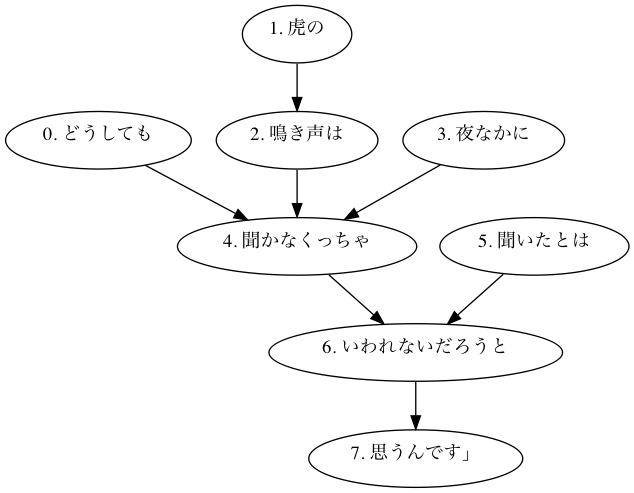 1. 虎の
0. どうしても
2. 鳴き声は
3. 夜なかに
4. 聞かなくっちゃ
5. 聞いたとは
6. いわれないだろうと
7. 思うんです」